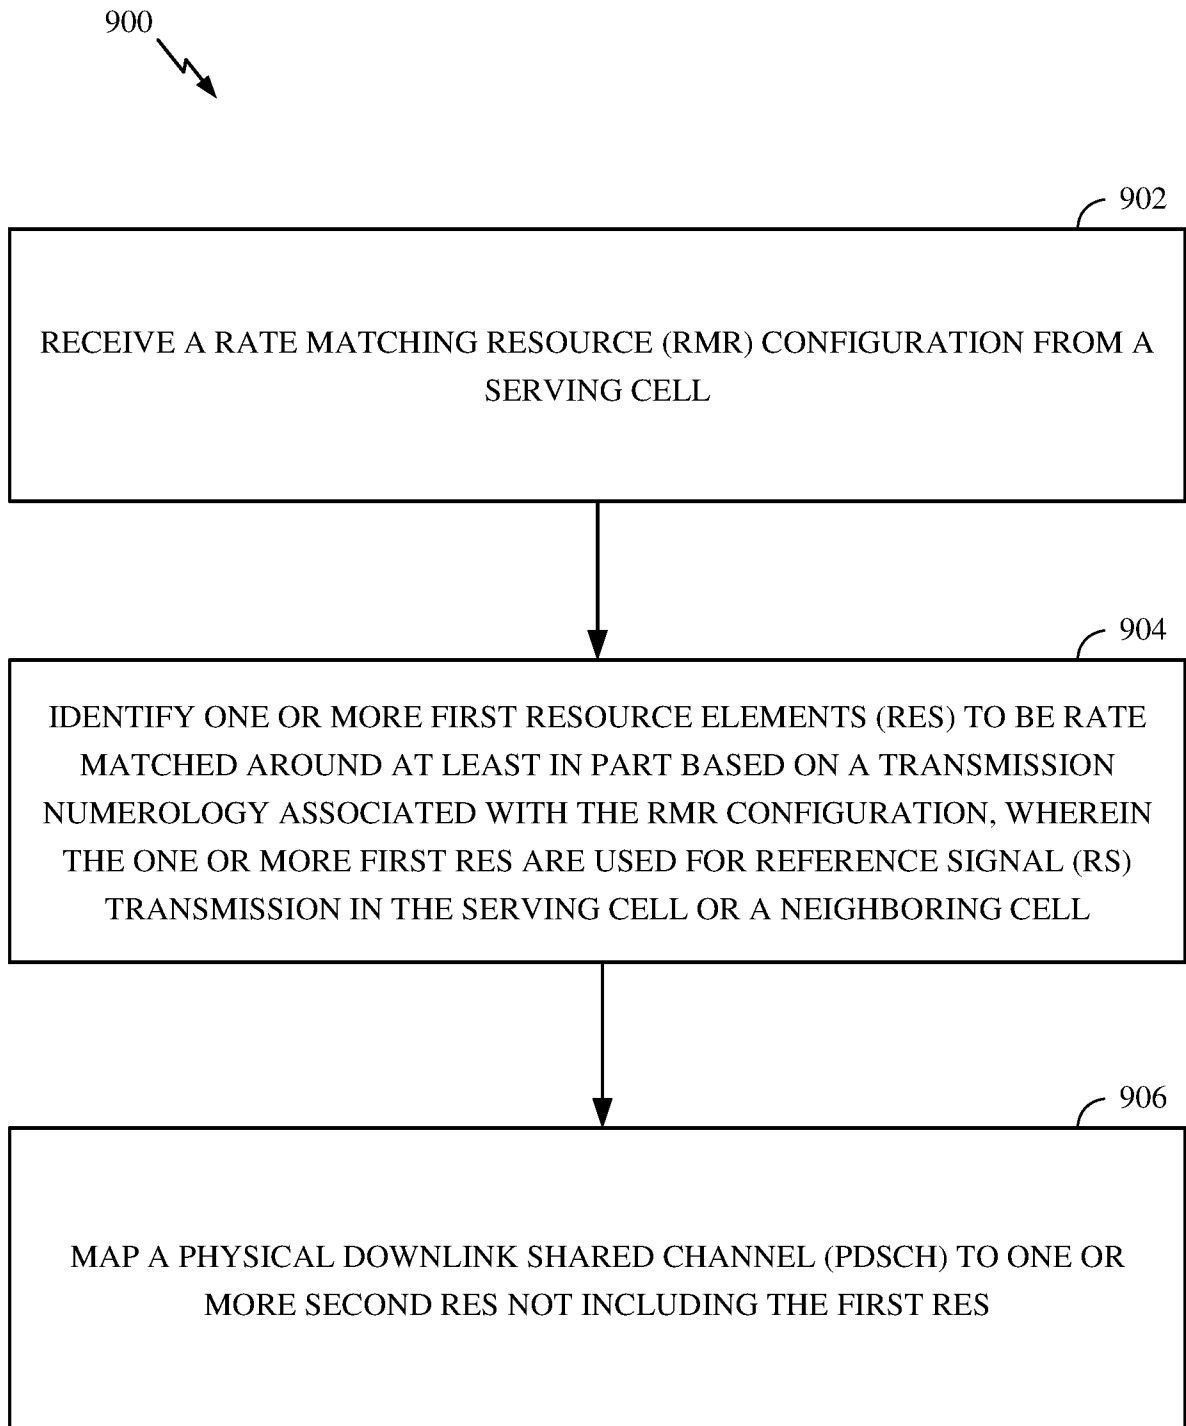 900
902
RECEIVE A RATE MATCHING RESOURCE (RMR) CONFIGURATION FROM A
SERVING CELL
904
IDENTIFY ONE OR MORE FIRST RESOURCE ELEMENTS (RES) TO BE RATE
MATCHED AROUND AT LEAST IN PART BASED ON A TRANSMISSION
NUMEROLOGY ASSOCIATED WITH THE RMR CONFIGURATION, WHEREIN
THE ONE OR MORE FIRST RES ARE USED FOR REFERENCE SIGNAL (RS)
TRANSMISSION IN THE SERVING CELL OR A NEIGHBORING CELL
906
MAP A PHYSICAL DOWNLINK SHARED CHANNEL (PDSCH) TO ONE OR
MORE SECOND RES NOT INCLUDING THE FIRST RES